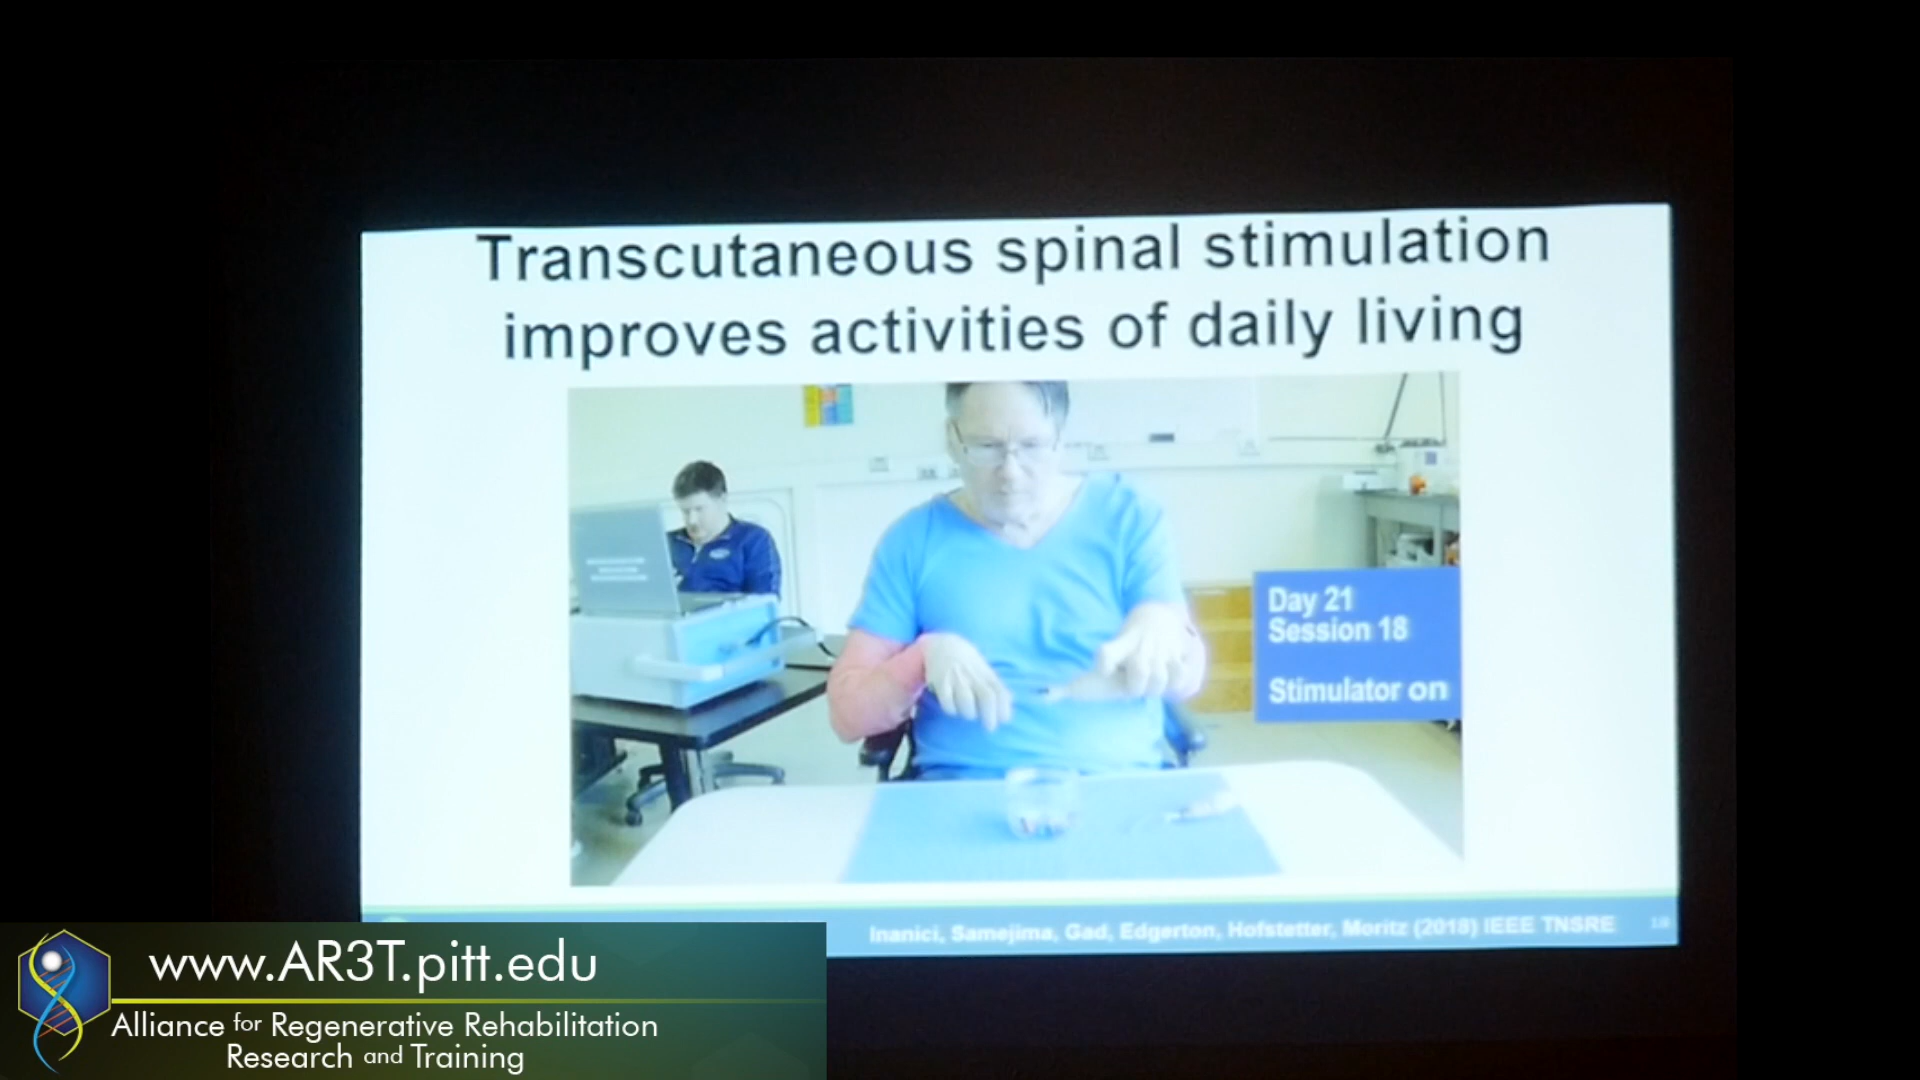 Transcutaneous spinal stimulation
improves activities of daily living
Day 21
Session 18
Stimulator on
Inanici, Samejima, Gad, Edgerton, Hofstetter, Moritz (2018) IEEE TNSRE
www.AR3T.pitt.edu
Alliance for Regenerative Rehabilitation
Research and Training